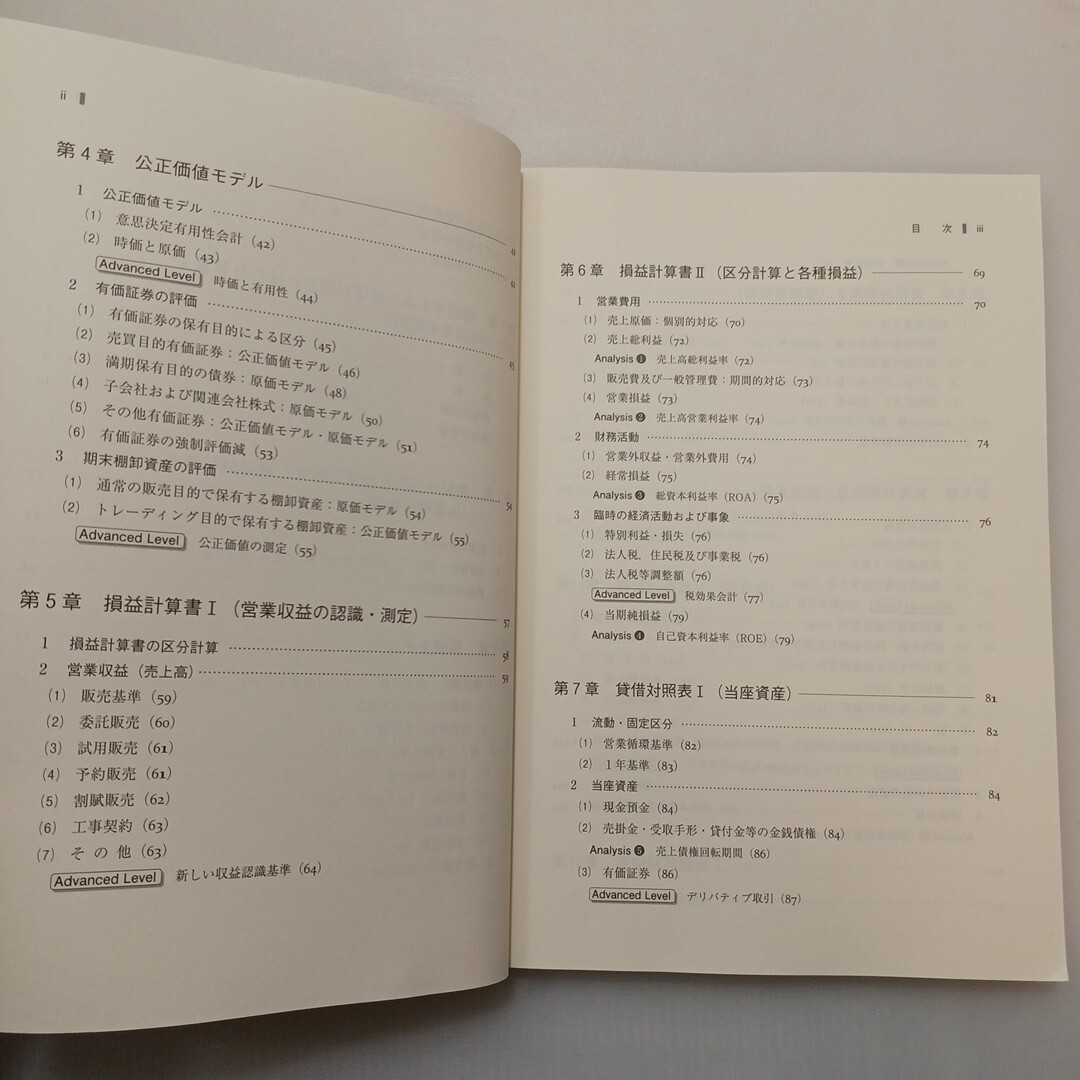 ii
第4章 公正価値モデル 41
1 公正価値モデル 42
(1) 意思決定有用性会計(42)
(2) 時価と原価(43)
Advanced Level 時価と有用性(44)
2 有価証券の評価 45
(1) 有価証券の保有目的による区分(45)
(2) 売買目的有価証券:公正価値モデル(46)
(3) 満期保有目的の債券:原価モデル(48)
(4) 子会社および関連会社株式:原価モデル(50)
(5) その他有価証券:公正価値モデル・原価モデル(51)
(6) 有価証券の強制評価減(53)
3 期末棚卸資産の評価 54
(1) 通常の販売目的で保有する棚卸資産:原価モデル(54)
(2) トレーディング目的で保有する棚卸資産:公正価値モデル(55)
Advanced Level 公正価値の測定(55)
第5章 損益計算書Ⅰ(営業収益の認識・測定) 57
1 損益計算書の区分計算 58
2 営業収益(売上高) 59
(1) 販売基準(59)
(2) 委託販売(60)
(3) 試用販売(61)
(4) 予約販売(61)
(5) 割賦販売(62)
(6) 工事契約(63)
(7) その他(63)
Advanced Level 新しい収益認識基準(64)
目 次 iii
第6章 損益計算書Ⅱ(区分計算と各種損益) 69
1 営業費用 70
(1) 売上原価:個別的対応(70)
(2) 売上総利益(72)
Analysis ❶ 売上高総利益率(72)
(3) 販売費及び一般管理費:期間的対応(73)
(4) 営業損益(73)
Analysis ❷ 売上高営業利益率(74)
2 財務活動 74
(1) 営業外収益・営業外費用(74)
(2) 経常損益(75)
Analysis ❸ 総資本利益率(ROA)(75)
3 臨時の経済活動および事象 76
(1) 特別利益・損失(76)
(2) 法人税,住民税及び事業税(76)
(3) 法人税等調整額(76)
Advanced Level 税効果会計(77)
(4) 当期純損益(79)
Analysis ❹ 自己資本利益率(ROE)(79)
第7章 貸借対照表Ⅰ(当座資産) 81
1 流動・固定区分 82
(1) 営業循環基準(82)
(2) 1年基準(83)
2 当座資産 84
(1) 現金預金(84)
(2) 売掛金・受取手形・貸付金等の金銭債権(84)
Analysis ❺ 売上債権回転期間(86)
(3) 有価証券(86)
Advanced Level デリバティブ取引(87)